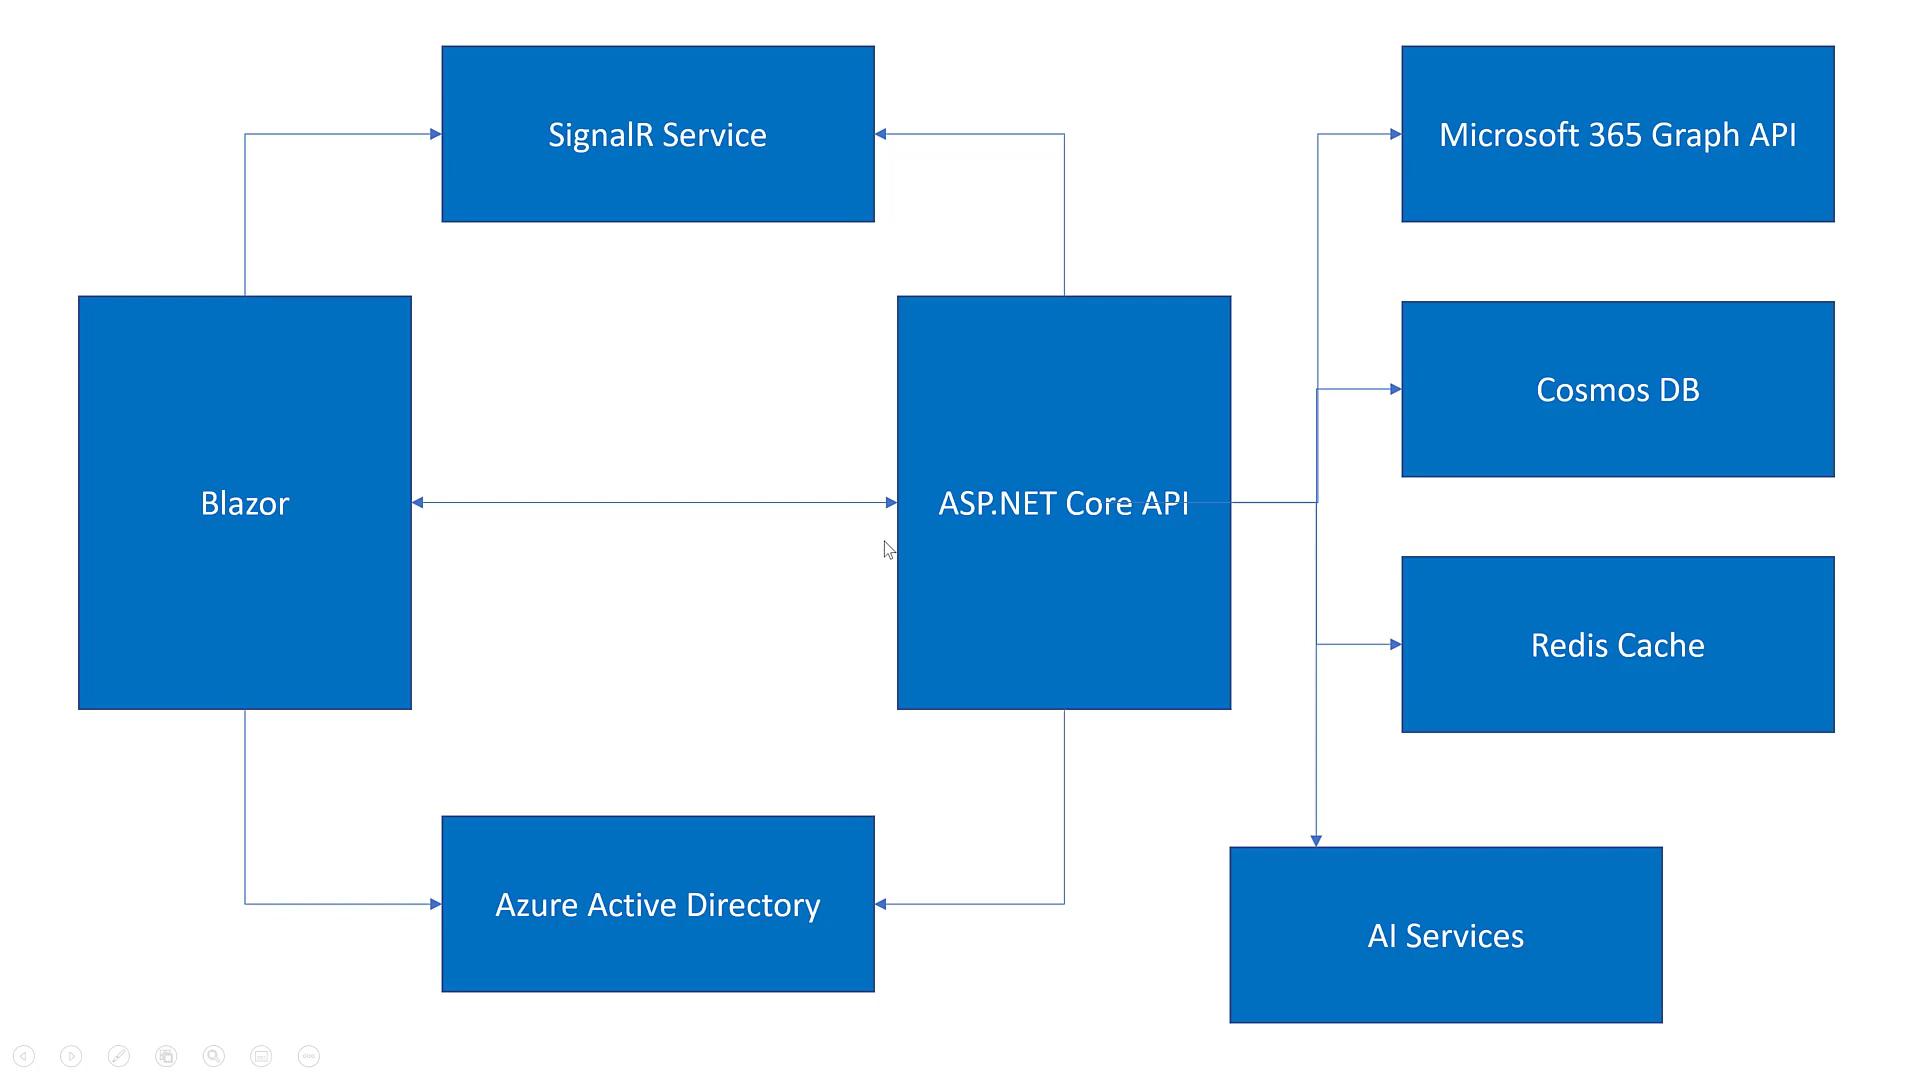 SignalR Service
Microsoft 365 Graph API
Cosmos DB
Blazor
ASP.NET Core API
Redis Cache
Azure Active Directory
AI Services